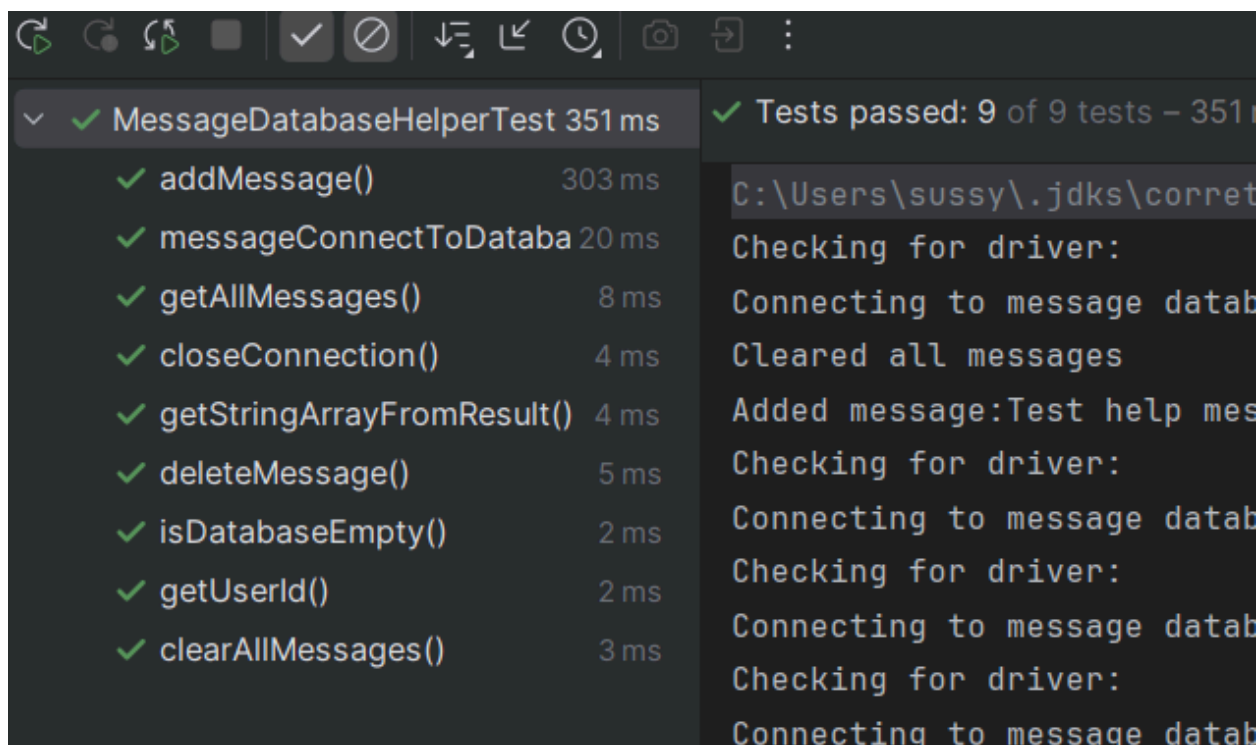 MessageDatabaseHelperTest 351 ms
addMessage() 303 ms
messageConnectToDataba 20 ms
getAllMessages() 8 ms
closeConnection() 4 ms
getStringArrayFromResult() 4 ms
deleteMessage() 5 ms
isDatabaseEmpty() 2 ms
getUserId() 2 ms
clearAllMessages() 3 ms
Tests passed: 9 of 9 tests – 351
C:\Users\sussy\.jdks\corret
Checking for driver:
Connecting to message datab
Cleared all messages
Added message:Test help mes
Checking for driver:
Connecting to message datab
Checking for driver:
Connecting to message datab
Checking for driver:
Connecting to message datab